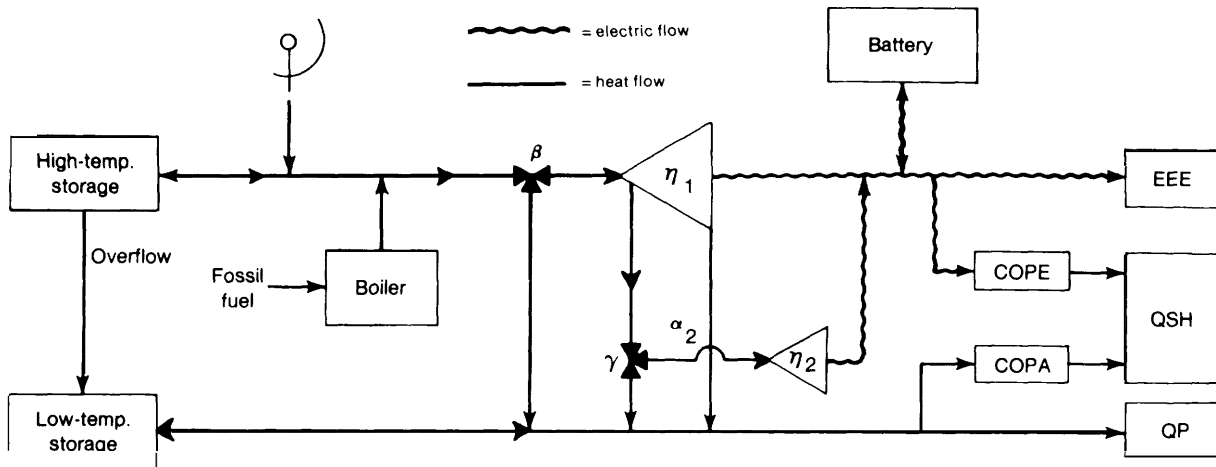 = electric flow
= heat flow
Battery
High-temp.
storage
β
η1
EEE
Overflow
Fossil
fuel
Boiler
COPE
QSH
α2
γ
η2
COPA
Low-temp.
storage
QP